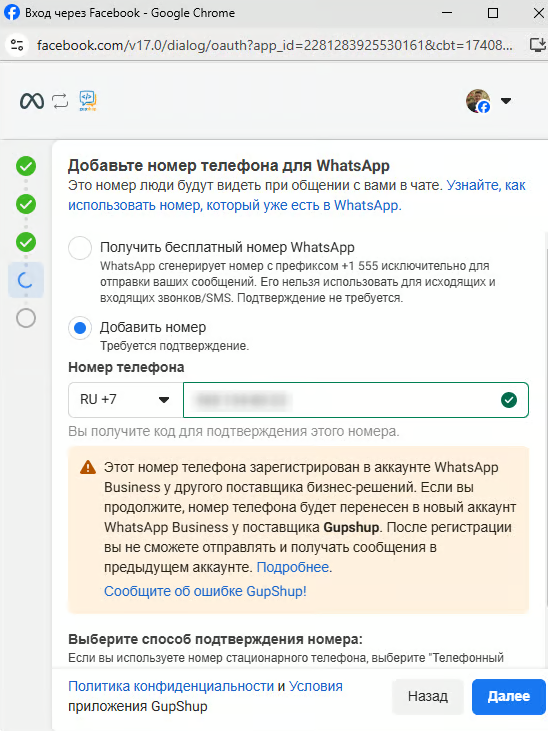 Вход через Facebook - Google Chrome
facebook.com/v17.0/dialog/oauth?app_id=2281283925530161&cbt=17408...
Добавьте номер телефона для WhatsApp
Это номер люди будут видеть при общении с вами в чате. Узнайте, как
использовать номер, который уже есть в WhatsApp.
Получить бесплатный номер WhatsApp
WhatsApp сгенерирует номер с префиксом +1 555 исключительно для
отправки ваших сообщений. Его нельзя использовать для исходящих и
входящих звонков/SMS. Подтверждение не требуется.
Добавить номер
Требуется подтверждение.
Номер телефона
RU +7
Вы получите код для подтверждения этого номера.
Этот номер телефона зарегистрирован в аккаунте WhatsApp
Business у другого поставщика бизнес-решений. Если вы
продолжите, номер телефона будет перенесен в новый аккаунт
WhatsApp Business у поставщика Gupshup. После регистрации
вы не сможете отправлять и получать сообщения в
предыдущем аккаунте. Подробнее.
Сообщите об ошибке GupShup!
Выберите способ подтверждения номера:
Если вы используете номер стационарного телефона, выберите "Телефонный
Политика конфиденциальности и Условия
приложения GupShup
Назад
Далее